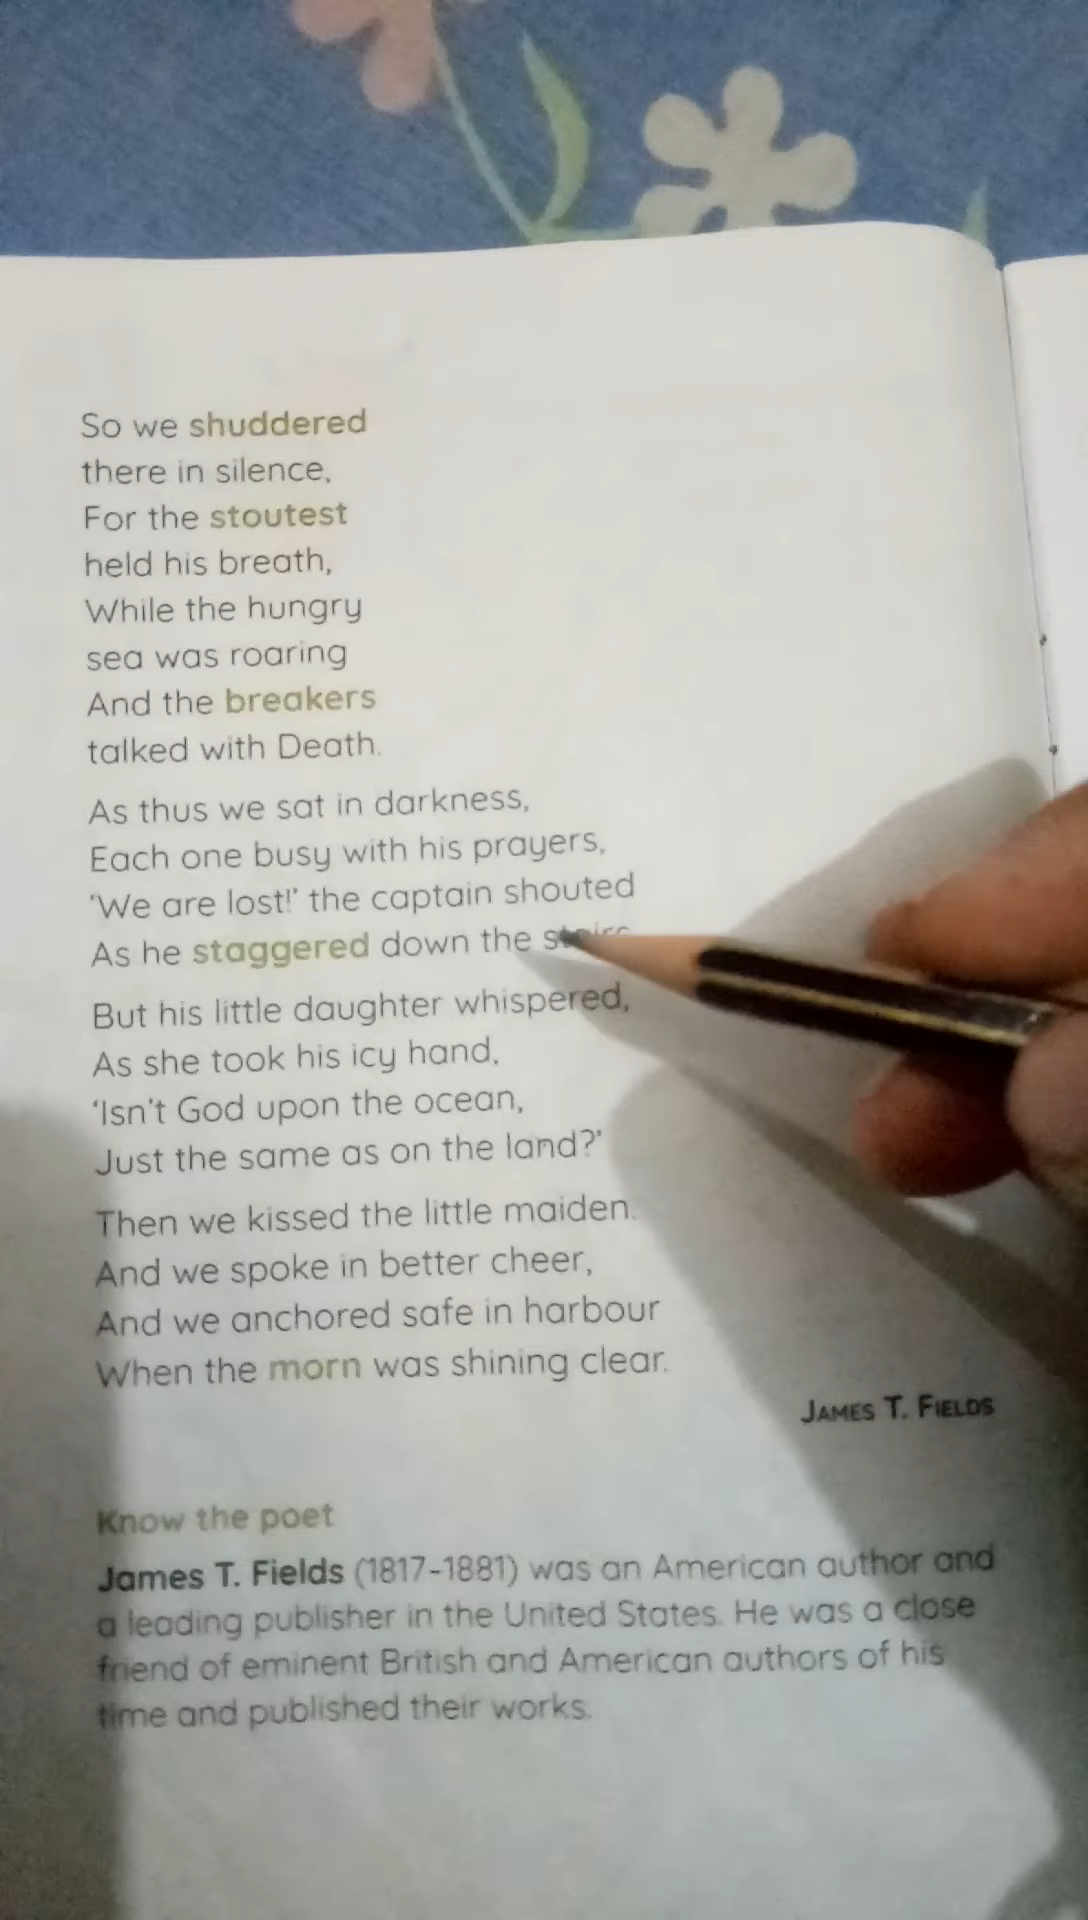 So we shuddered
there in silence,
For the stoutest
held his breath,
While the hungry
sea was roaring
And the breakers
talked with Death.
As thus we sat in darkness,
Each one busy with his prayers,
'We are lost!' the captain shouted
As he staggered down the stairs
But his little daughter whispered,
As she took his icy hand,
'Isn't God upon the ocean,
Just the same as on the land?'
Then we kissed the little maiden.
And we spoke in better cheer,
And we anchored safe in harbour
When the morn was shining clear.
JAMES T. FIELDS
Know the poet
James T. Fields (1817-1881) was an American author and
a leading publisher in the United States. He was a close
friend of eminent British and American authors of his
time and published their works.